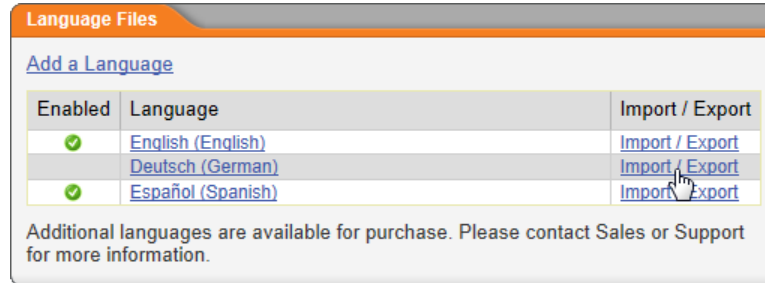 Language Files
Add a Language
Enabled Language Import / Export
English (English) Import / Export
Deutsch (German) Import / Export
Español (Spanish) Import / Export
Additional languages are available for purchase. Please contact Sales or Support
for more information.